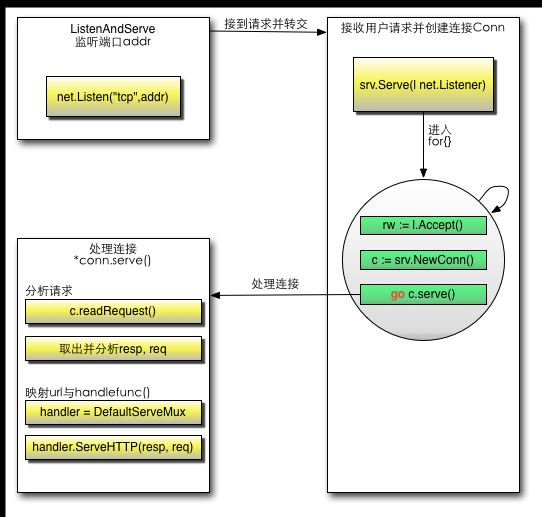 ListenAndServe
监听端口addr
net.Listen("tcp",addr)
接到请求并转交
接收用户请求并创建连接Conn
srv.Serve(l net.Listener)
进入
for{}
rw := l.Accept()
c := srv.NewConn()
go c.serve()
处理连接
处理连接
*conn.serve()
分析请求
c.readRequest()
取出并分析resp, req
映射url与handlefunc()
handler = DefaultServeMux
handler.ServeHTTP(resp, req)